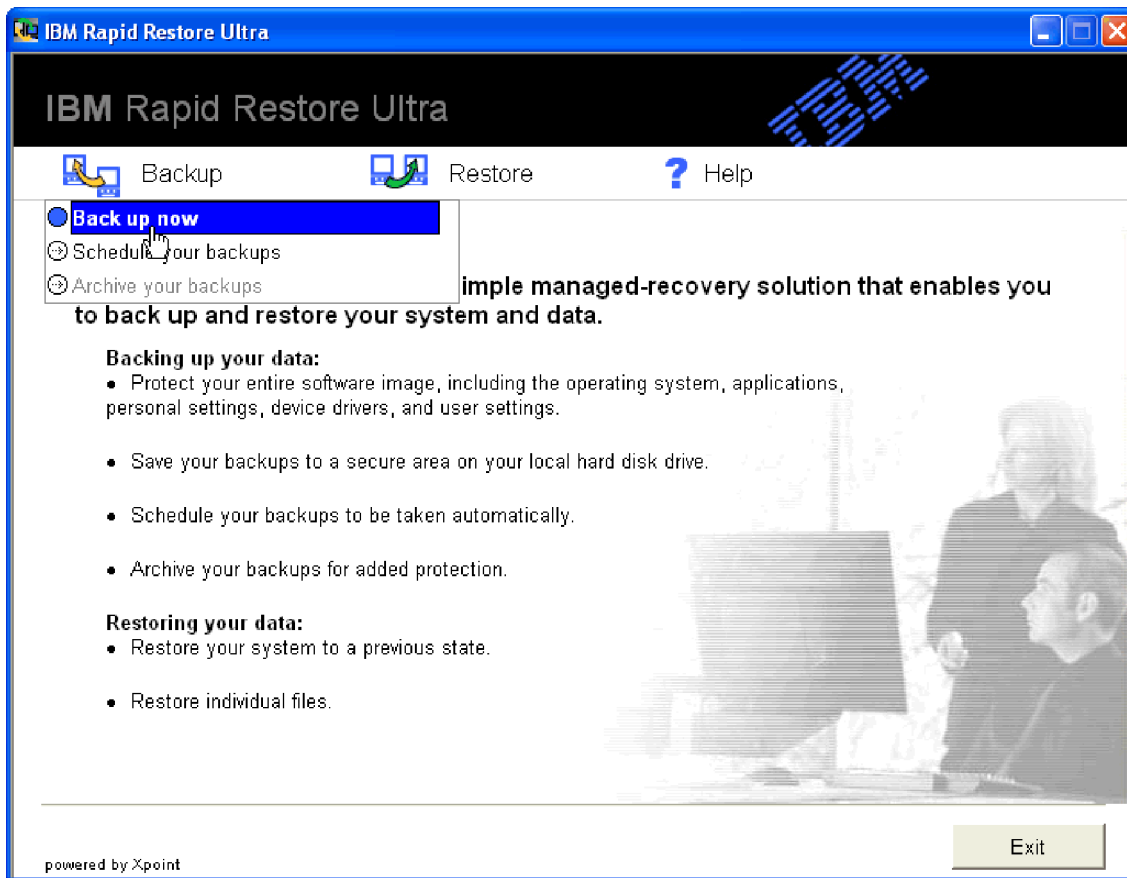 IBM Rapid Restore Ultra
IBM Rapid Restore Ultra
IBM
Backup
Restore
? Help
Back up now
Schedule your backups
Archive your backups
imple managed-recovery solution that enables you
to back up and restore your system and data.
Backing up your data:
• Protect your entire software image, including the operating system, applications,
personal settings, device drivers, and user settings.
• Save your backups to a secure area on your local hard disk drive.
• Schedule your backups to be taken automatically.
• Archive your backups for added protection.
Restoring your data:
• Restore your system to a previous state.
• Restore individual files.
Exit
powered by Xpoint